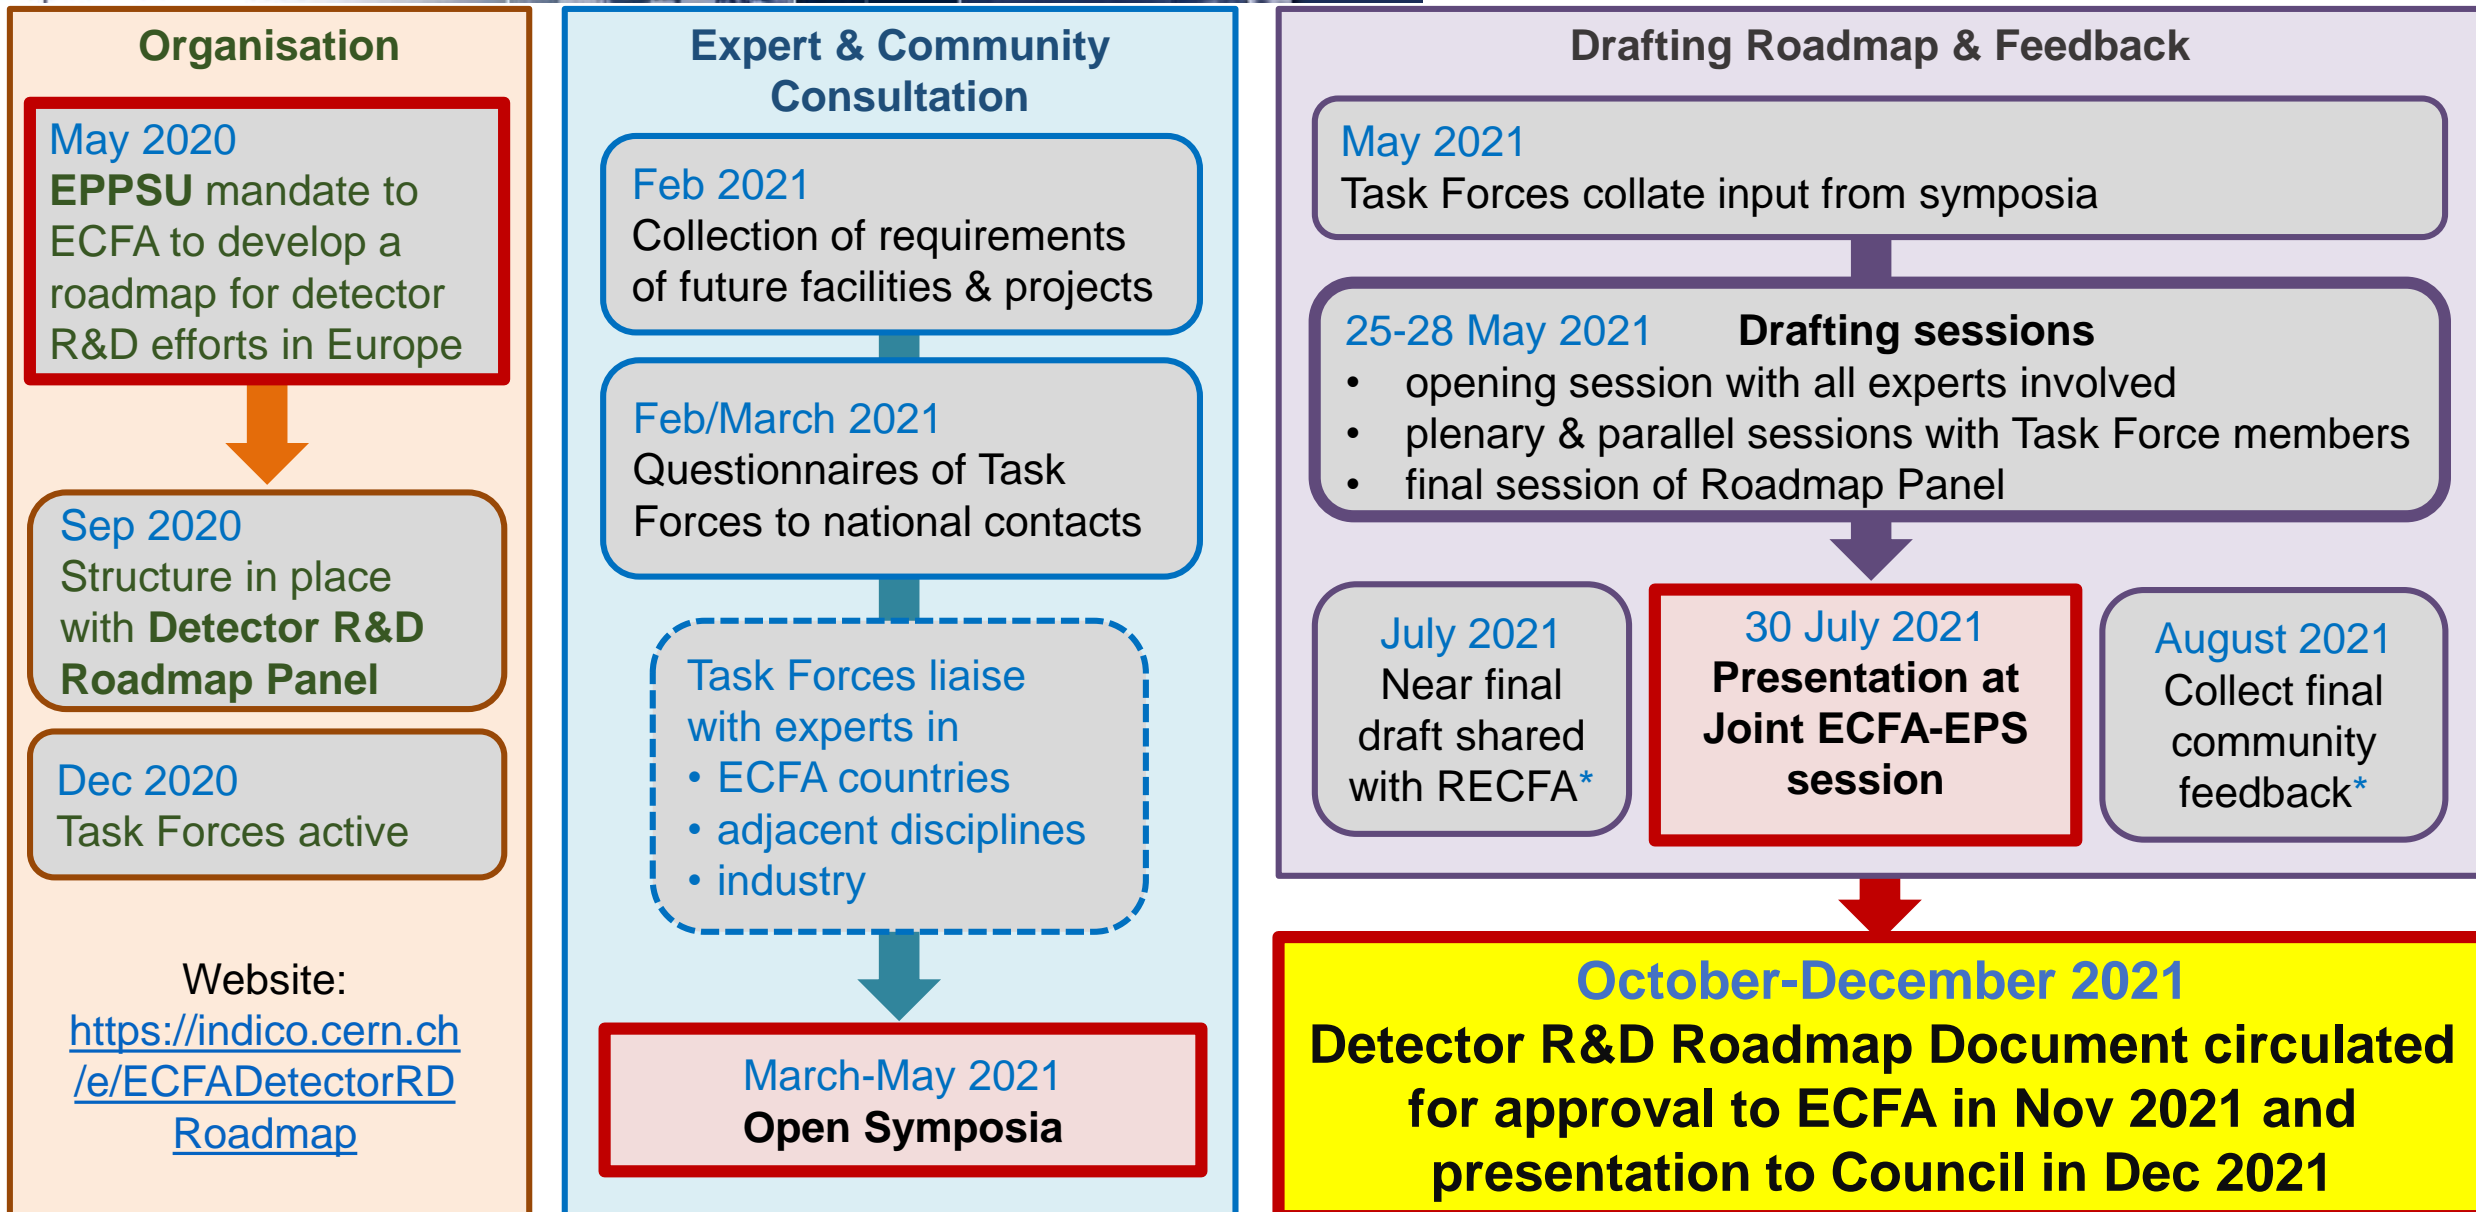 Organisation
May 2020
EPPSU mandate to
ECFA to develop a
roadmap for detector
R&D efforts in Europe
Sep 2020
Structure in place
with Detector R&D
Roadmap Panel
Dec 2020
Task Forces active
Website:
https://indico.cern.ch
/e/ECFADetectorRD
Roadmap
Expert & Community
Consultation
Feb 2021
Collection of requirements
of future facilities & projects
Feb/March 2021
Questionnaires of Task
Forces to national contacts
Task Forces liaise
with experts in
• ECFA countries
• adjacent disciplines
• industry
March-May 2021
Open Symposia
Drafting Roadmap & Feedback
May 2021
Task Forces collate input from symposia
25-28 May 2021 Drafting sessions
• opening session with all experts involved
• plenary & parallel sessions with Task Force members
• final session of Roadmap Panel
July 2021
Near final
draft shared
with RECFA*
30 July 2021
Presentation at
Joint ECFA-EPS
session
August 2021
Collect final
community
feedback*
October-December 2021
Detector R&D Roadmap Document circulated
for approval to ECFA in Nov 2021 and
presentation to Council in Dec 2021